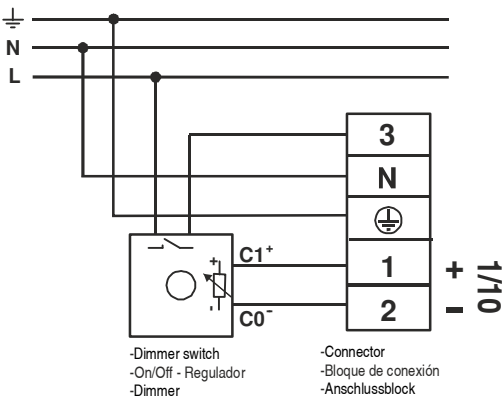 N
L
3
N
1
2
C1+
C0-
+
-
+ -
1/10
-Dimmer switch
-On/Off - Regulador
-Dimmer
-Connector
-Bloque de conexión
-Anschlussblock